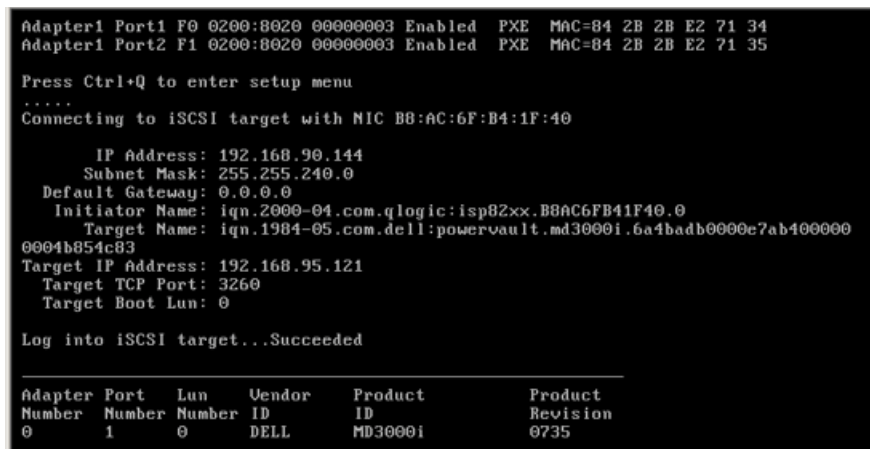 Adapter1 Port1 F0 0200:8020 00000003 Enabled PXE MAC=84 2B 2B E2 71 34
Adapter1 Port2 F1 0200:8020 00000003 Enabled PXE MAC=84 2B 2B E2 71 35
Press Ctrl+Q to enter setup menu
.....
Connecting to iSCSI target with NIC B8:AC:6F:B4:1F:40
IP Address: 192.168.90.144
Subnet Mask: 255.255.240.0
Default Gateway: 0.0.0.0
Initiator Name: iqn.2000-04.com.qlogic:isp82xx.B8AC6FB41F40.0
Target Name: iqn.1984-05.com.dell:powervault.md3000i.6a4badb0000e7ab400000
0004b854c83
Target IP Address: 192.168.95.121
Target TCP Port: 3260
Target Boot Lun: 0
Log into iSCSI target...Succeeded
Adapter Port Lun Vendor Product Product
Number Number Number ID ID Revision
0 1 0 DELL MD3000i 0735